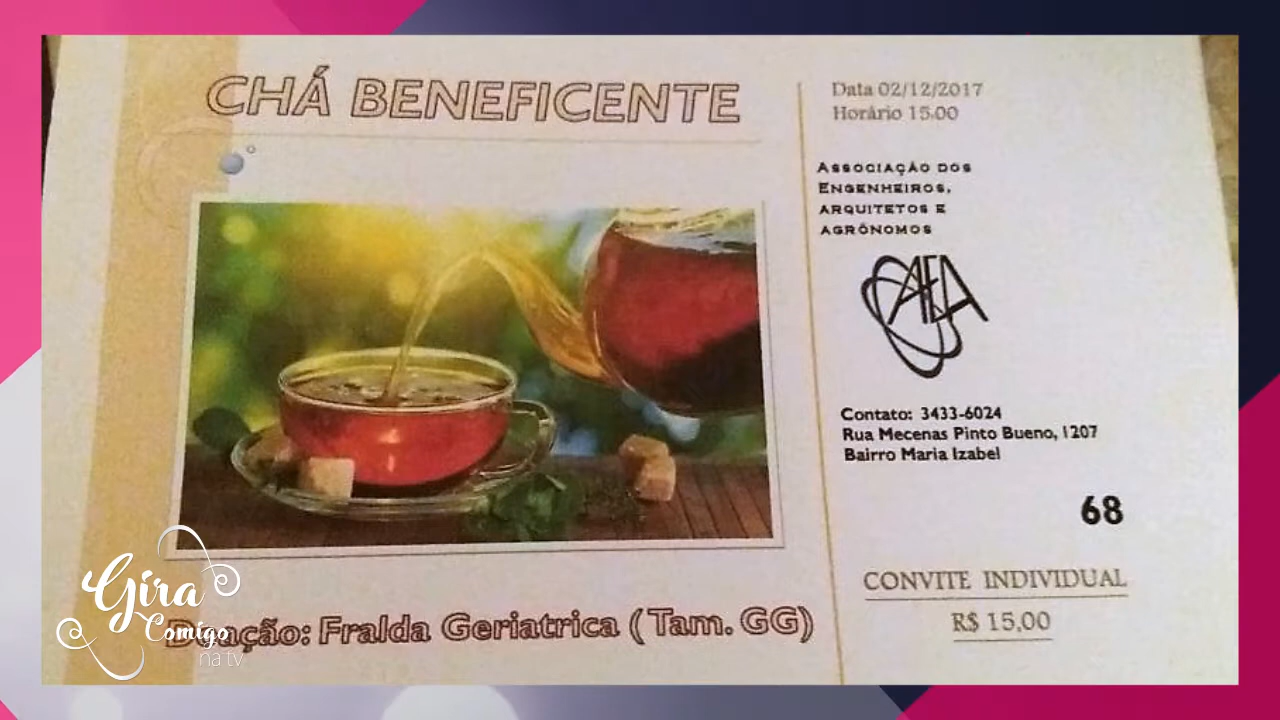 CHÁ BENEFICENTE
Data 02/12/2017
Horário 15.00
ASSOCIAÇÃO DOS
ENGENHEIROS,
ARQUITETOS E
AGRÔNOMOS
AEA
Contato: 3433-6024
Rua Mecenas Pinto Bueno, 1207
Bairro Maria Izabel
68
CONVITE INDIVIDUAL
R$ 15,00
Doação: Fralda Geriatrica (Tam. GG)
Gira
Comigo
na tv